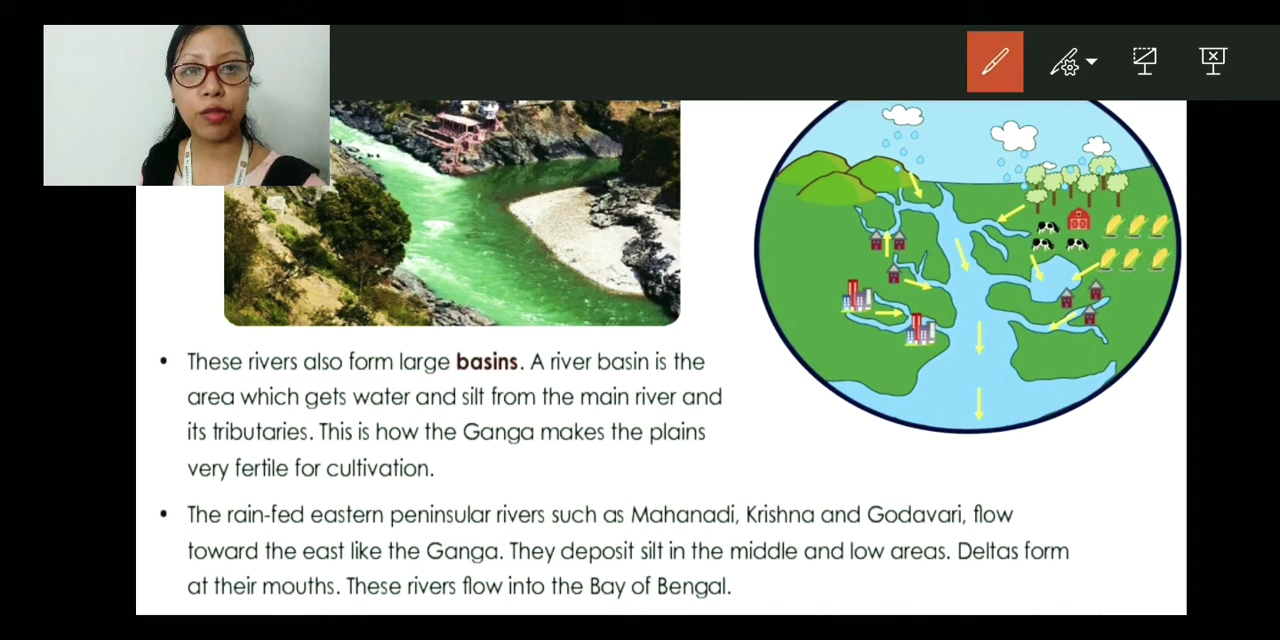 • These rivers also form large basins. A river basin is the
area which gets water and silt from the main river and
its tributaries. This is how the Ganga makes the plains
very fertile for cultivation.
• The rain-fed eastern peninsular rivers such as Mahanadi, Krishna and Godavari, flow
toward the east like the Ganga. They deposit silt in the middle and low areas. Deltas form
at their mouths. These rivers flow into the Bay of Bengal.